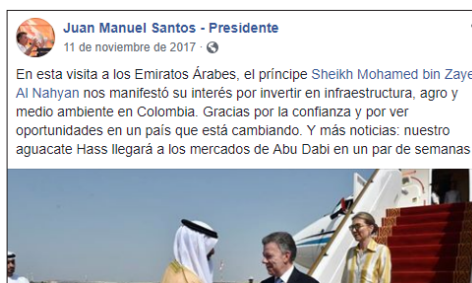 Juan Manuel Santos - Presidente
11 de noviembre de 2017 ·
En esta visita a los Emiratos Árabes, el príncipe Sheikh Mohamed bin Zaye
Al Nahyan nos manifestó su interés por invertir en infraestructura, agro y
medio ambiente en Colombia. Gracias por la confianza y por ver
oportunidades en un país que está cambiando. Y más noticias: nuestro
aguacate Hass llegará a los mercados de Abu Dabi en un par de semanas